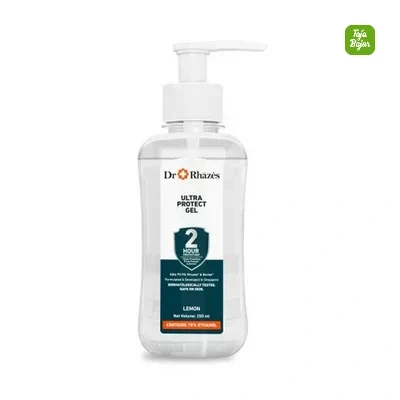 Taja
Bajar
Dr Rhazes
ULTRA
PROTECT
GEL
2
HOUR
Kills 99.9% Viruses* & Germs*
Formulated & Developed in Singapore
DERMATOLOGICALLY TESTED.
SAFE ON SKIN.
LEMON
Net Volume: 250 ml
CONTAINS 70% ETHANOL